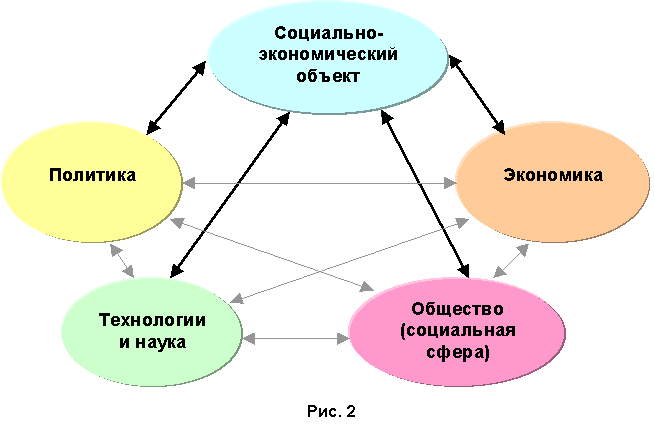 Социально-
экономический
объект
Политика
Экономика
Технологии
и наука
Общество
(социальная
сфера)
Рис. 2